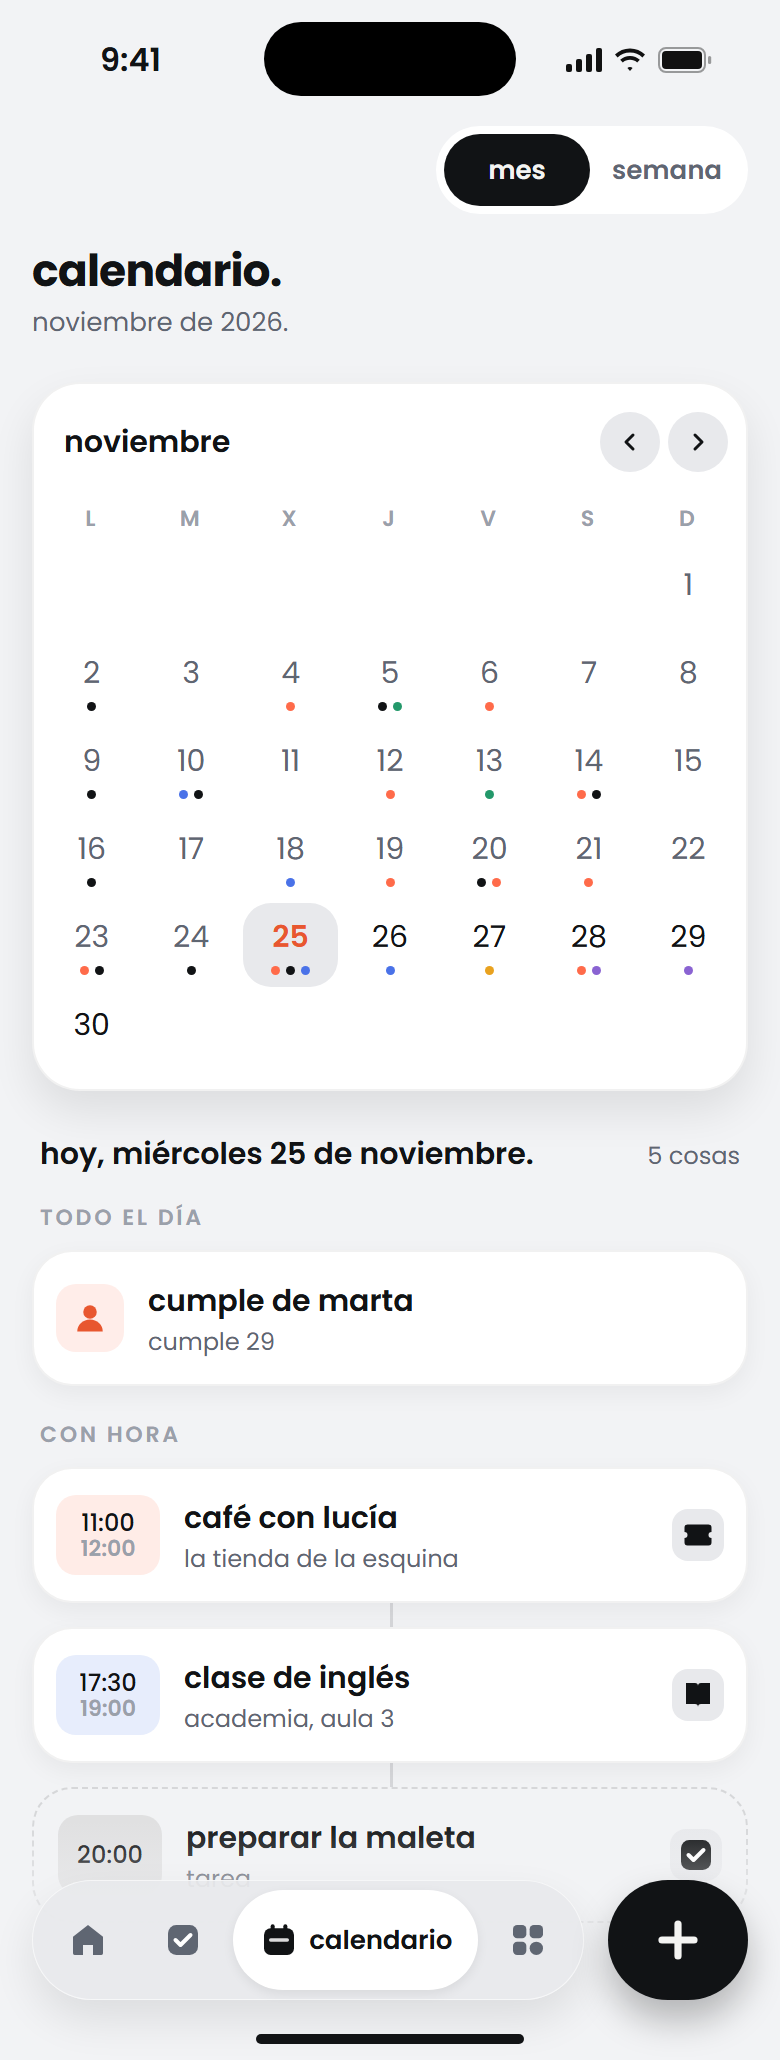 9:41
mes semana
calendario.
noviembre de 2026.
noviembre
L M X J V S D
1
2 3 4 5 6 7 8
9 10 11 12 13 14 15
16 17 18 19 20 21 22
23 24 25 26 27 28 29
30
hoy, miércoles 25 de noviembre. 5 cosas
TODO EL DÍA
cumple de marta
cumple 29
CON HORA
11:00
12:00
café con lucía
la tienda de la esquina
17:30
19:00
clase de inglés
academia, aula 3
20:00
preparar la maleta
tarea
calendario